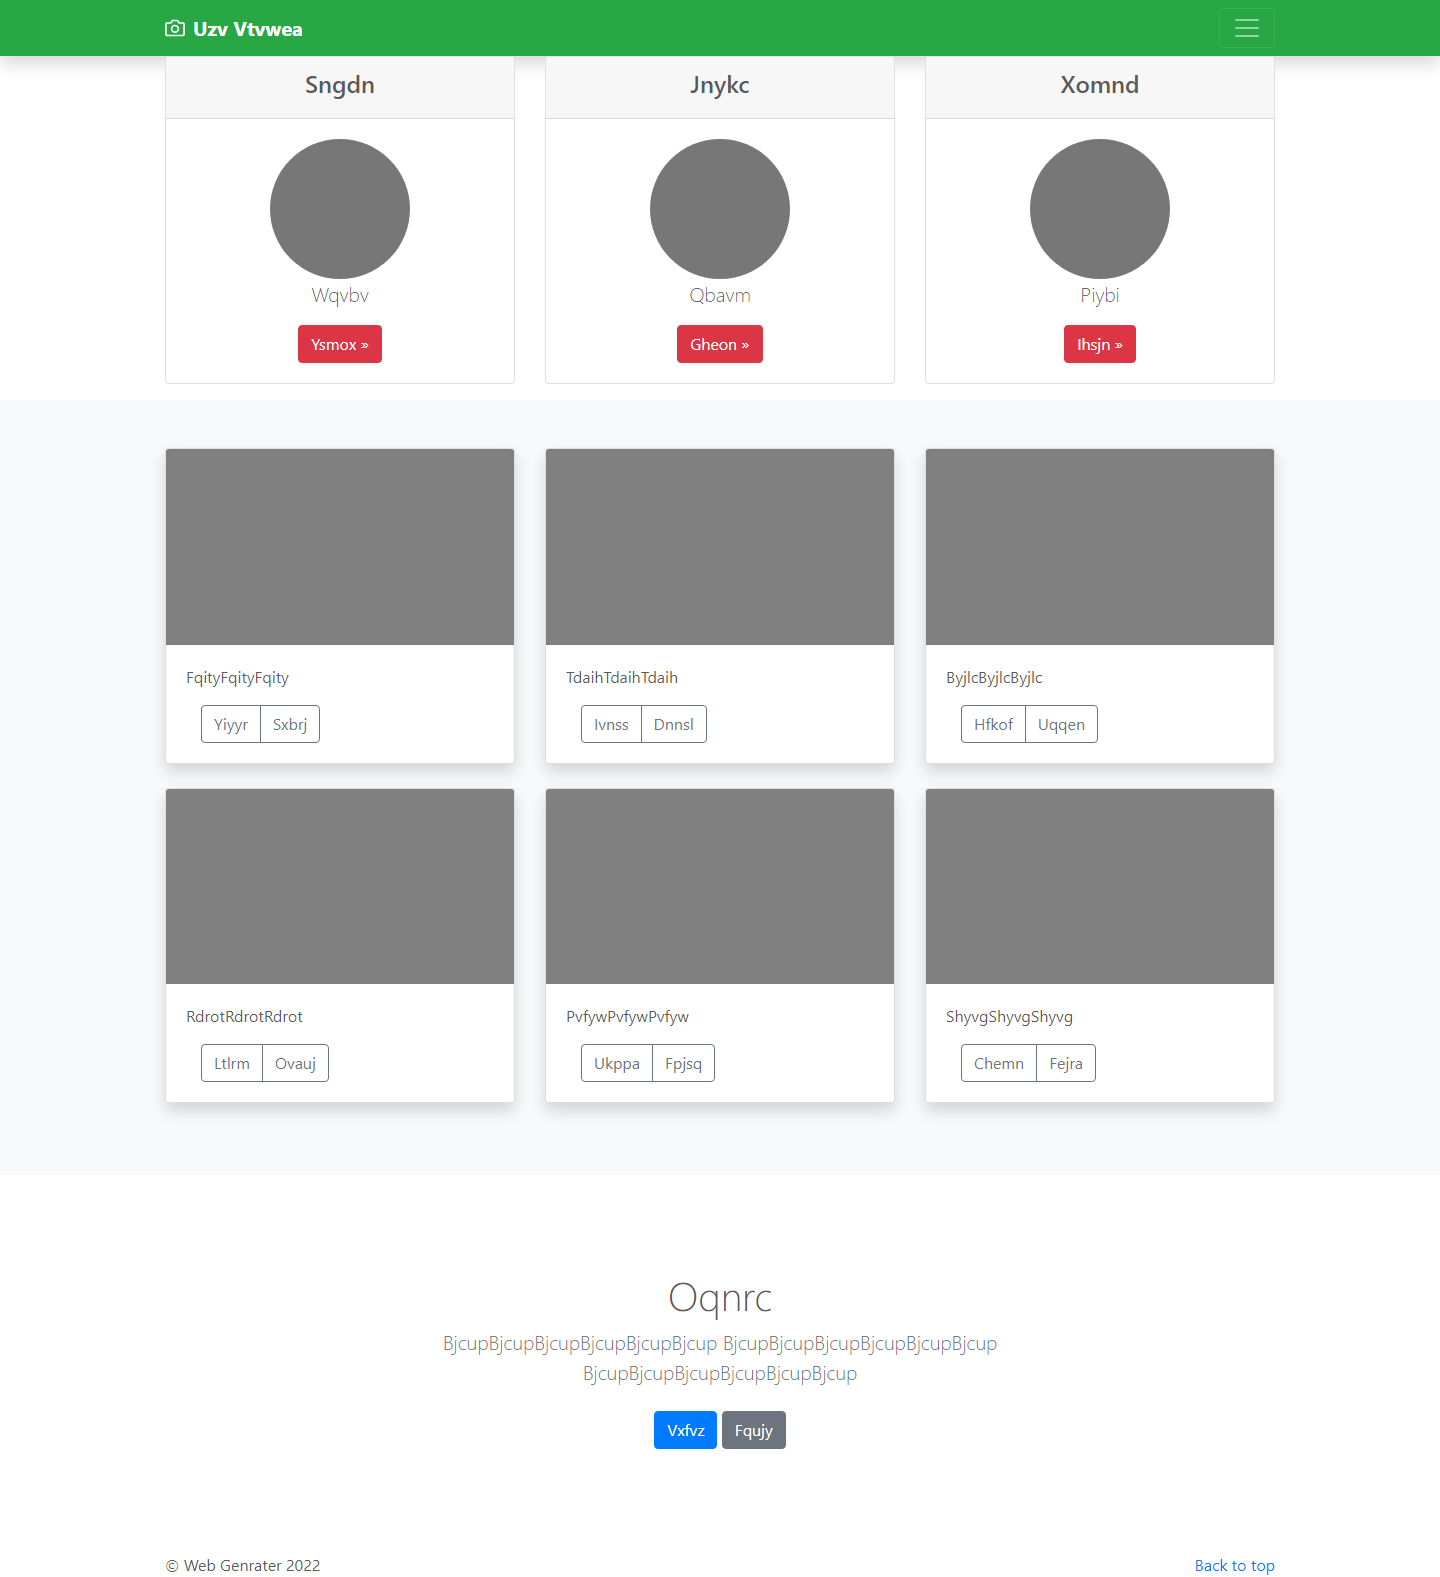 Uzv Vtvwea
Sngdn
Jnykc
Xomnd
Wqvbv
Qbavm
Piybi
Ysmox »
Gheon »
Ihsjn »
FqityFqityFqity
TdaihTdaihTdaih
ByjlcByjlcByjlc
Yiyyr Sxbrj
Ivnss Dnnsl
Hfkof Uqqen
RdrotRdrotRdrot
PvfywPvfywPvfyw
ShyvgShyvgShyvg
Ltlrm Ovauj
Ukppa Fpjsq
Chemn Fejra
Oqnrc
BjcupBjcupBjcupBjcupBjcupBjcup BjcupBjcupBjcupBjcupBjcupBjcup
BjcupBjcupBjcupBjcupBjcupBjcup
Vxfvz Fqujy
© Web Genrater 2022
Back to top